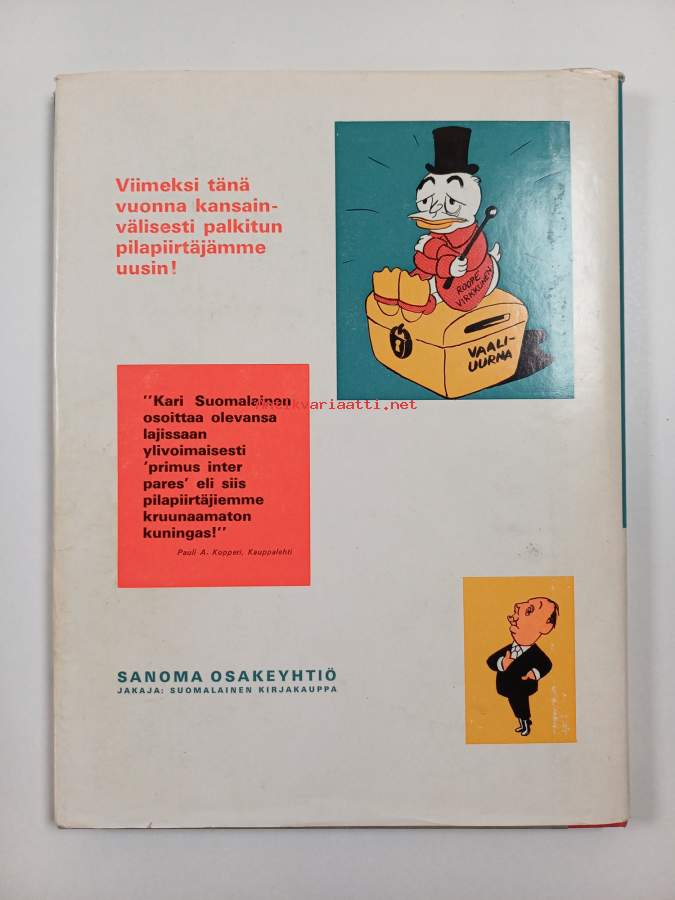 Viimeksi tänä
vuonna kansain-
välisesti palkitun
pilapiirtäjämme
uusin!
ROOPE
VIRKKUNEN
VAALI-
UURNA
"Kari Suomalainen
osoittaa olevansa
lajissaan
ylivoimaisesti
'primus inter
pares' eli siis
pilapiirtäjiemme
kruunaamaton
kuningas!"
Pauli A. Kopperi, Kauppalehti
antikvariaatti.net
SANOMA OSAKEYHTIÖ
JAKAJA: SUOMALAINEN KIRJAKAUPPA